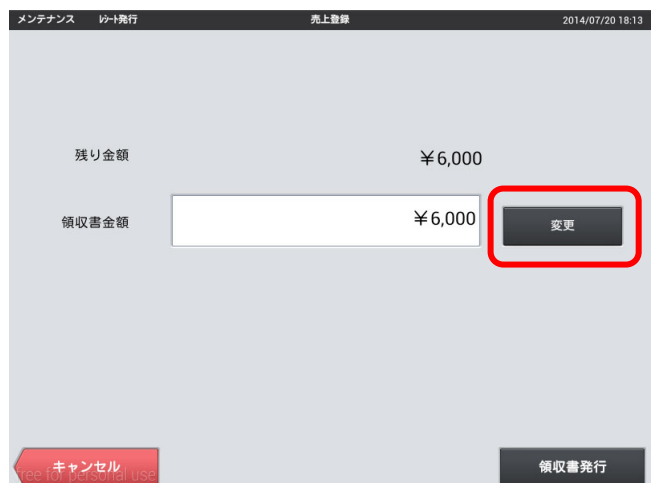 メンテナンス ﾚｼｰﾄ発行 売上登録 2014/07/20 18:13
残り金額 ¥6,000
領収書金額 ¥6,000 変更
キャンセル 領収書発行
free for personal use